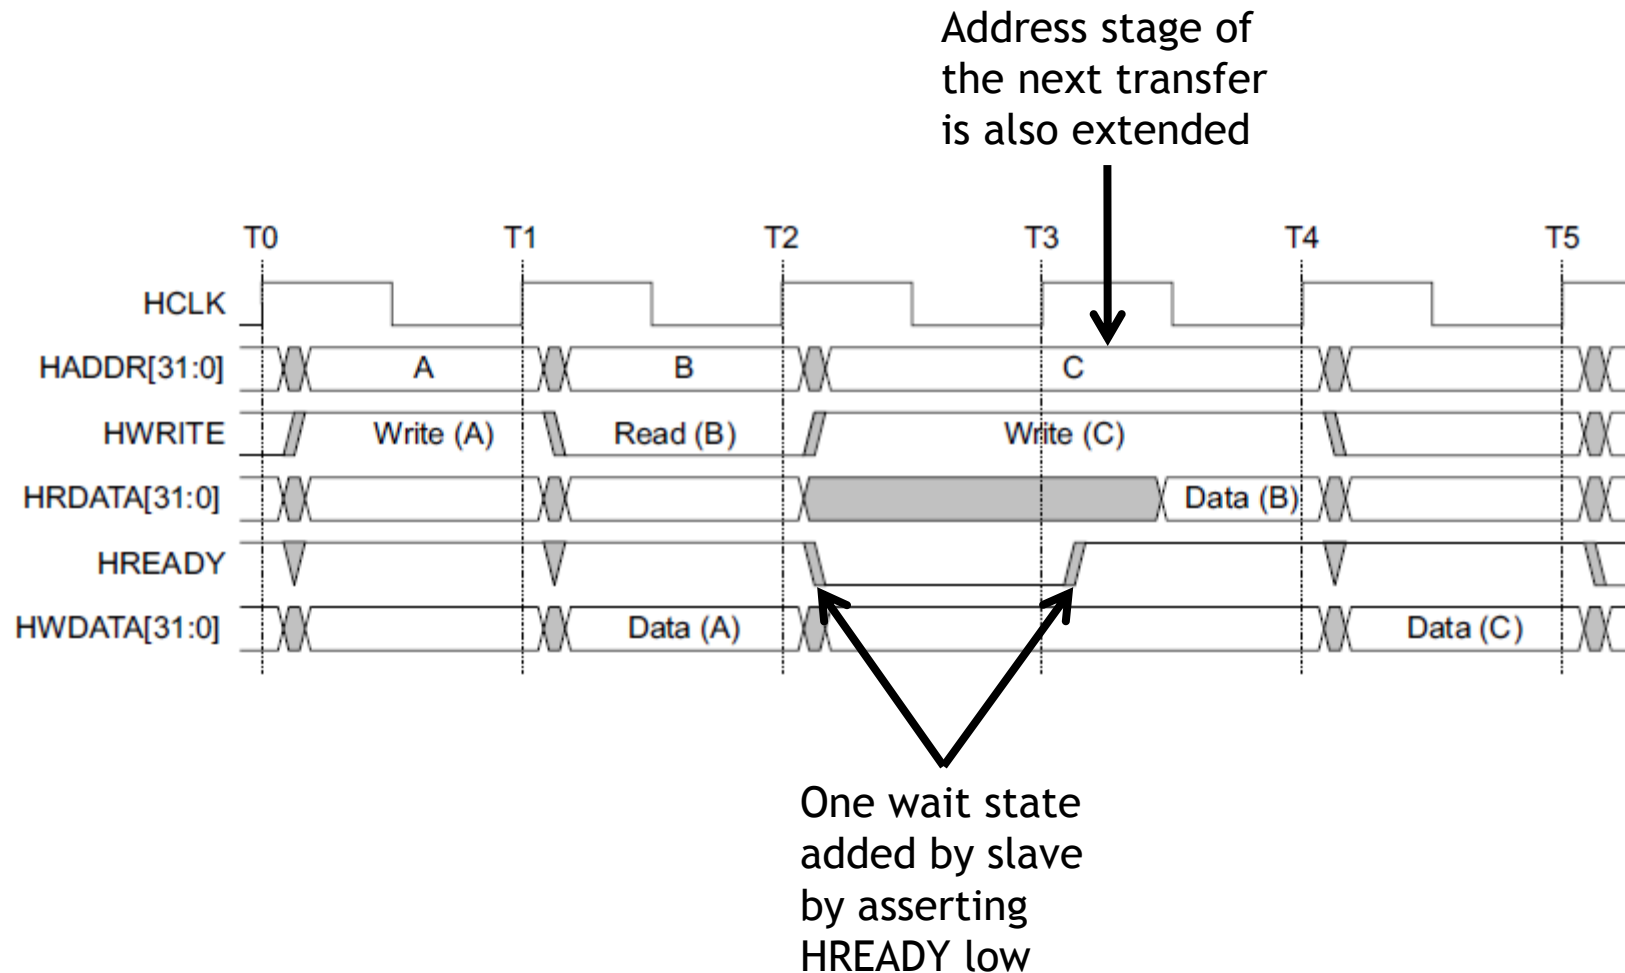 Address stage of
the next transfer
is also extended
T0 T1 T2 T3 T4 T5
HCLK
HADDR[31:0] A B C
HWRITE Write (A) Read (B) Write (C)
HRDATA[31:0] Data (B)
HREADY
HWDATA[31:0] Data (A) Data (C)
One wait state
added by slave
by asserting
HREADY low